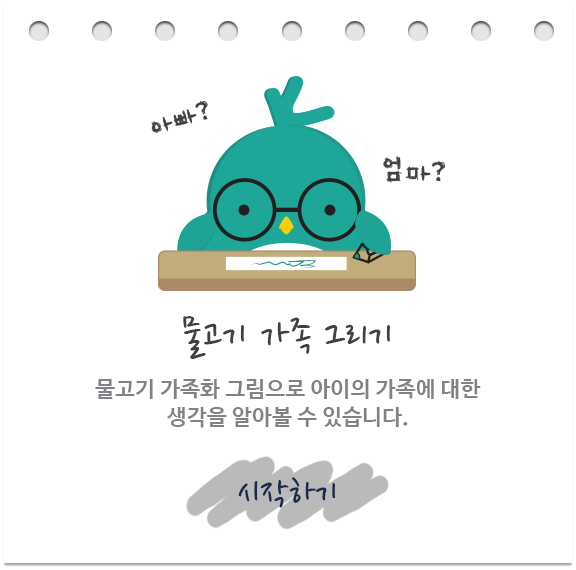 아빠?
엄마?
물고기 가족 그리기
물고기 가족화 그림으로 아이의 가족에 대한
생각을 알아볼 수 있습니다.
시작하기